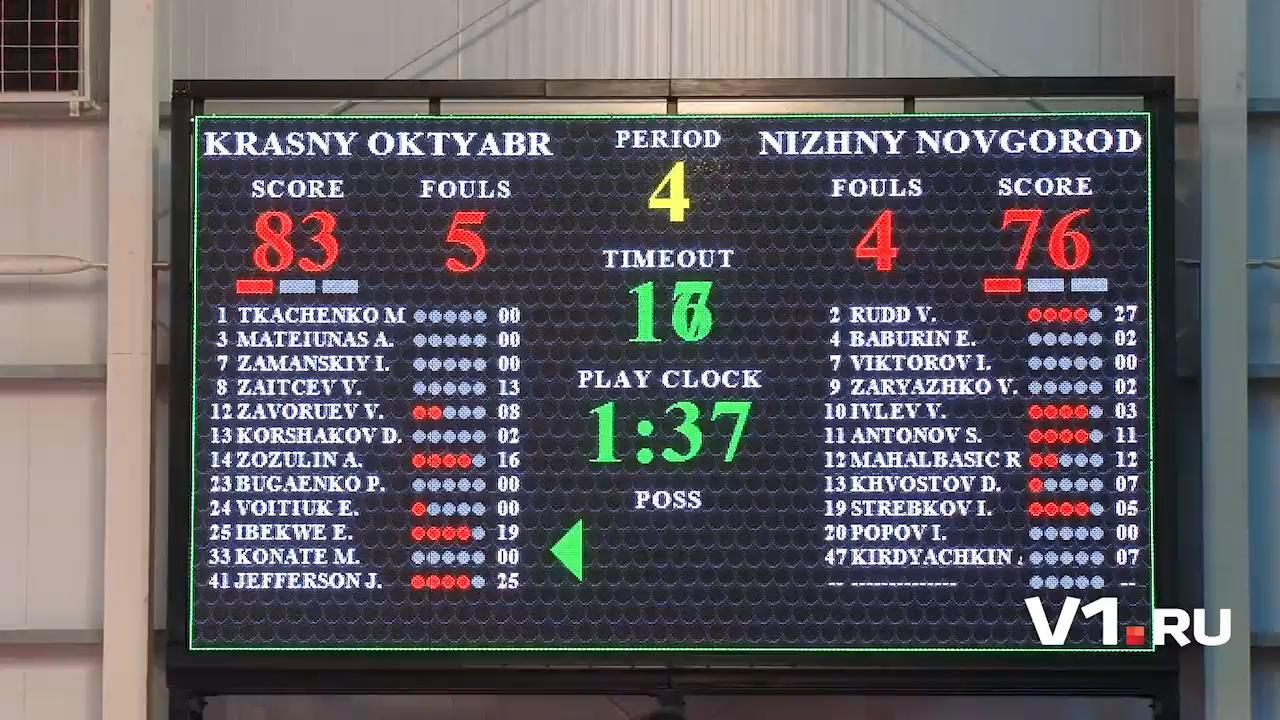 KRASNY OKTYABR PERIOD NIZHNY NOVGOROD
SCORE FOULS 4 FOULS SCORE
83 5 4 76
TIMEOUT
1 TKACHENKO M 00 2 RUDD V. 27
3 MATEIUNAS A. 00 4 BABURIN E. 02
7 ZAMANSKIY I. 00 7 VIKTOROV I. 00
8 ZAITCEV V. 13 PLAY CLOCK 9 ZARYAZHKO V. 02
12 ZAVORUEV V. 08 1:37 10 IVLEV V. 03
13 KORSHAKOV D. 02 11 ANTONOV S. 11
14 ZOZULIN A. 16 12 MAHALBASIC R 12
23 BUGAENKO P. 00 POSS 13 KHVOSTOV D. 07
24 VOITIUK E. 00 19 STREBKOV I. 05
25 IBEKWE E. 19 20 POPOV I. 00
33 KONATE M. 00 47 KIRDYACHKIN 07
41 JEFFERSON J. 25 -- -------------- --
V1.RU